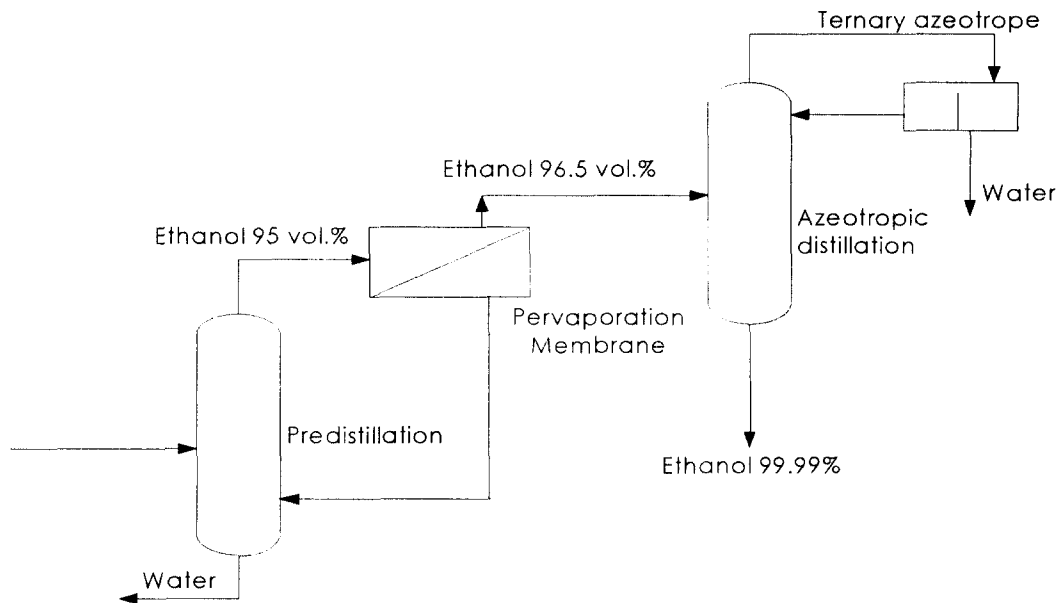 Ternary azeotrope
Ethanol 96.5 vol.%
Water
Azeotropic
distillation
Ethanol 95 vol.%
Pervaporation
Membrane
Predistillation
Ethanol 99.99%
Water